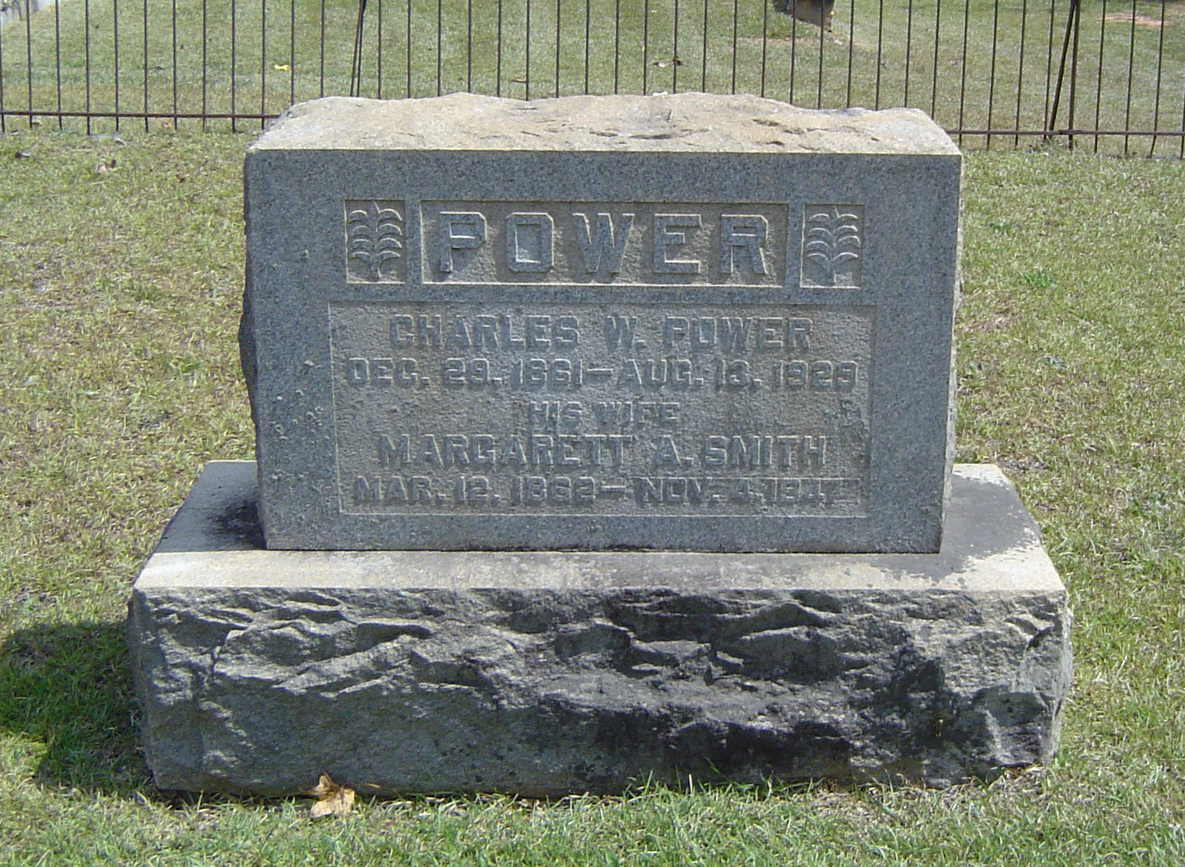 POWER
CHARLES W. POWER
DEC. 29. 1861 — AUG. 13. 1929
HIS WIFE
MARGARETT A. SMITH
MAR. 12. 1862 — NOV. 4. 1947